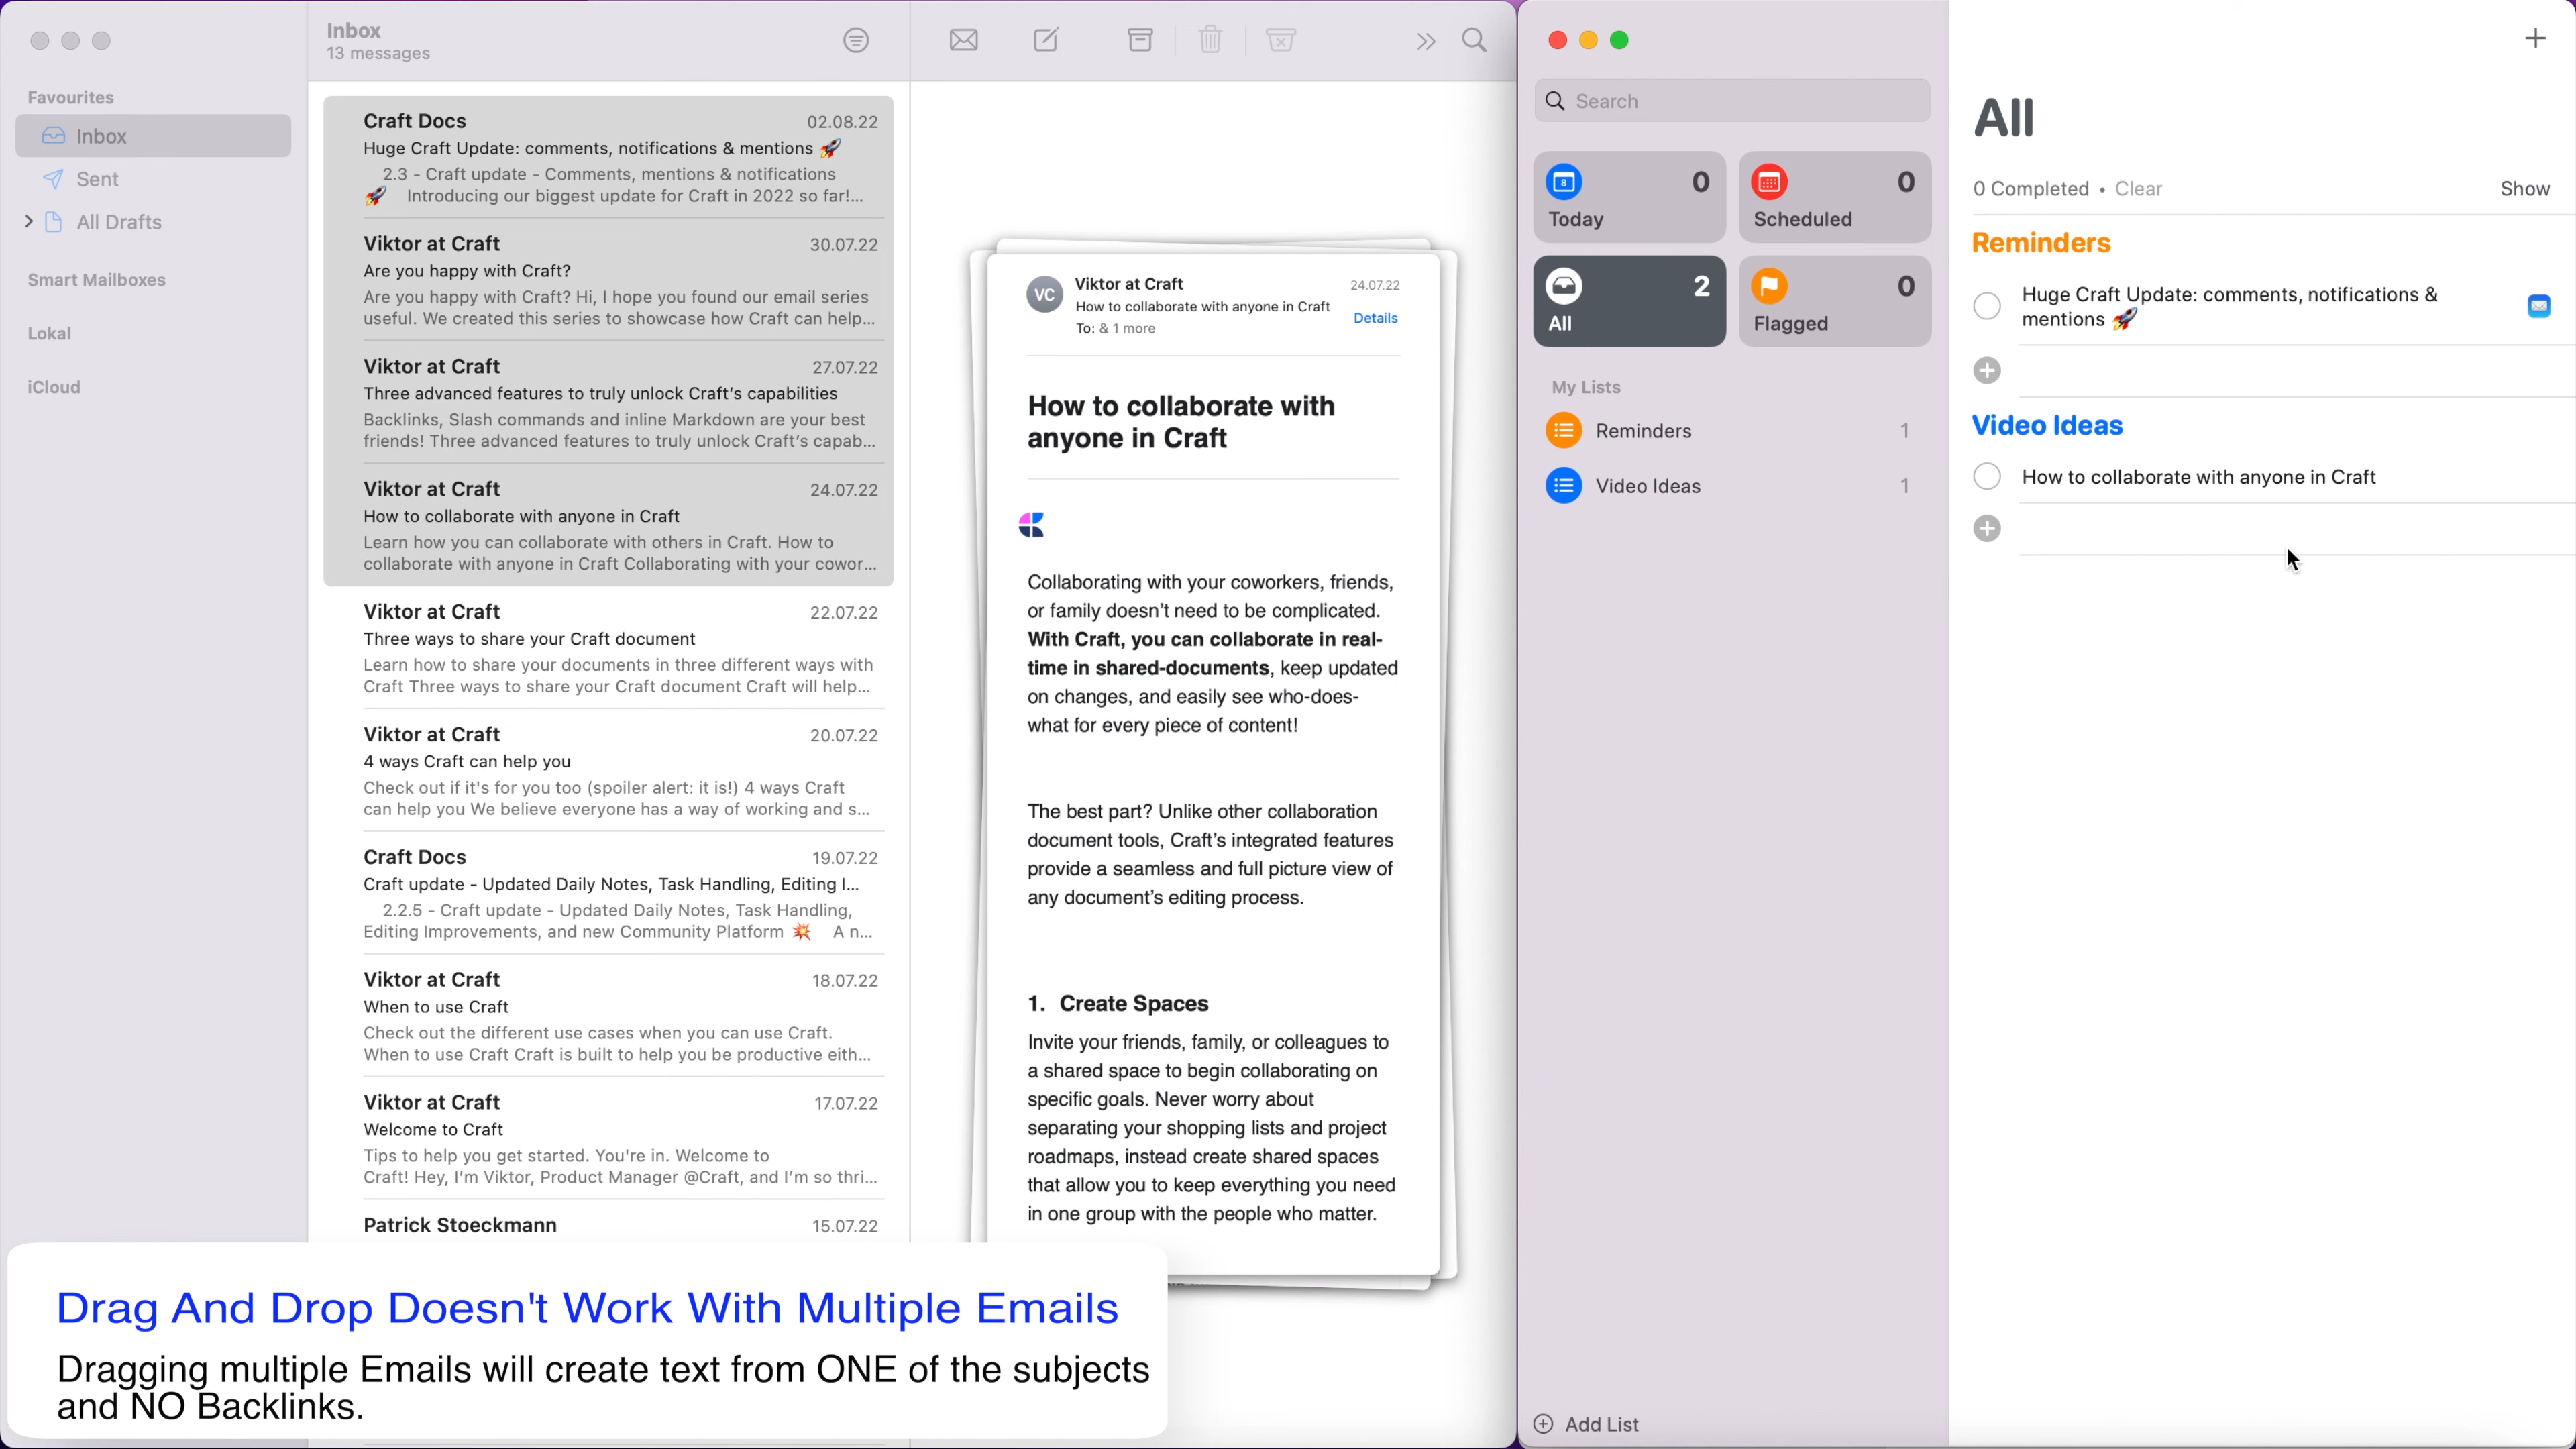 Favourites
Inbox
Sent
All Drafts
Smart Mailboxes
Lokal
iCloud
Inbox
13 messages
Craft Docs 02.08.22
Huge Craft Update: comments, notifications & mentions 🚀
2.3 - Craft update - Comments, mentions & notifications
🚀 Introducing our biggest update for Craft in 2022 so far!...
Viktor at Craft 30.07.22
Are you happy with Craft?
Are you happy with Craft? Hi, I hope you found our email series
useful. We created this series to showcase how Craft can help...
Viktor at Craft 27.07.22
Three advanced features to truly unlock Craft's capabilities
Backlinks, Slash commands and inline Markdown are your best
friends! Three advanced features to truly unlock Craft's capab...
Viktor at Craft 24.07.22
How to collaborate with anyone in Craft
Learn how you can collaborate with others in Craft. How to
collaborate with anyone in Craft Collaborating with your cowor...
Viktor at Craft 22.07.22
Three ways to share your Craft document
Learn how to share your documents in three different ways with
Craft Three ways to share your Craft document Craft will help...
Viktor at Craft 20.07.22
4 ways Craft can help you
Check out if it's for you too (spoiler alert: it is!) 4 ways Craft
can help you We believe everyone has a way of working and s...
Craft Docs 19.07.22
Craft update - Updated Daily Notes, Task Handling, Editing I...
2.2.5 - Craft update - Updated Daily Notes, Task Handling,
Editing Improvements, and new Community Platform 💥 A n...
Viktor at Craft 18.07.22
When to use Craft
Check out the different use cases when you can use Craft.
When to use Craft Craft is built to help you be productive eith...
Viktor at Craft 17.07.22
Welcome to Craft
Tips to help you get started. You're in. Welcome to
Craft! Hey, I'm Viktor, Product Manager @Craft, and I'm so thri...
Patrick Stoeckmann 15.07.22
VC
Viktor at Craft 24.07.22
How to collaborate with anyone in Craft
To: & 1 more Details
How to collaborate with
anyone in Craft
Collaborating with your coworkers, friends,
or family doesn't need to be complicated.
With Craft, you can collaborate in real-
time in shared-documents, keep updated
on changes, and easily see who-does-
what for every piece of content!
The best part? Unlike other collaboration
document tools, Craft's integrated features
provide a seamless and full picture view of
any document's editing process.
1. Create Spaces
Invite your friends, family, or colleagues to
a shared space to begin collaborating on
specific goals. Never worry about
separating your shopping lists and project
roadmaps, instead create shared spaces
that allow you to keep everything you need
in one group with the people who matter.
Drag And Drop Doesn't Work With Multiple Emails
Dragging multiple Emails will create text from ONE of the subjects
and NO Backlinks.
Search
8
0
Today
0
Scheduled
2
All
0
Flagged
My Lists
Reminders 1
Video Ideas 1
Add List
All
0 Completed • Clear Show
Reminders
Huge Craft Update: comments, notifications &
mentions 🚀
Video Ideas
How to collaborate with anyone in Craft